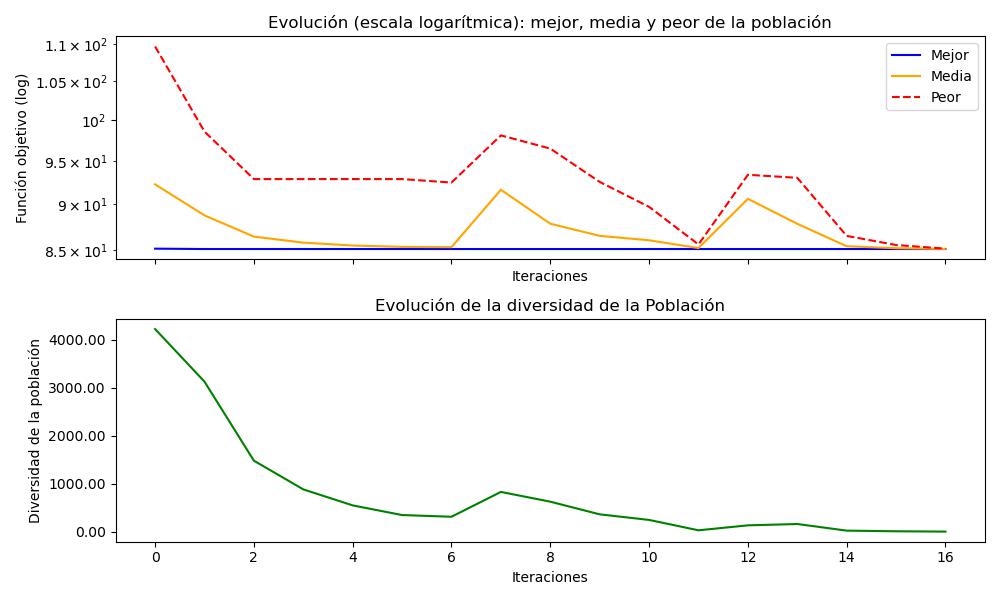 Evolución (escala logarítmica): mejor, media y peor de la población
Función objetivo (log)
1.1 × 10²
1.05 × 10²
10²
9.5 × 10¹
9 × 10¹
8.5 × 10¹
Mejor
Media
Peor
Iteraciones
Evolución de la diversidad de la Población
Diversidad de la población
4000.00
3000.00
2000.00
1000.00
0.00
0 2 4 6 8 10 12 14 16
Iteraciones